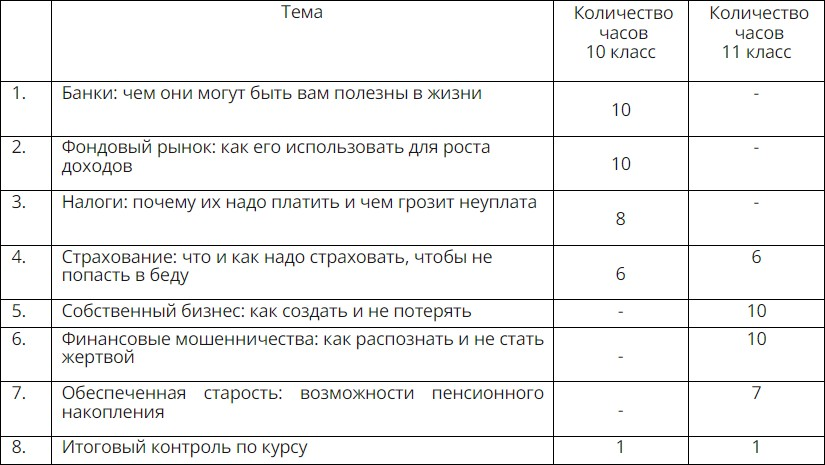 Тема
Количество
часов
10 класс
Количество
часов
11 класс
1.
Банки: чем они могут быть вам полезны в жизни
10
-
2.
Фондовый рынок: как его использовать для роста
доходов
10
-
3.
Налоги: почему их надо платить и чем грозит неуплата
8
-
4.
Страхование: что и как надо страховать, чтобы не
попасть в беду
6
6
5.
Собственный бизнес: как создать и не потерять
-
10
6.
Финансовые мошенничества: как распознать и не стать
жертвой
-
10
7.
Обеспеченная старость: возможности пенсионного
накопления
-
7
8.
Итоговый контроль по курсу
1
1